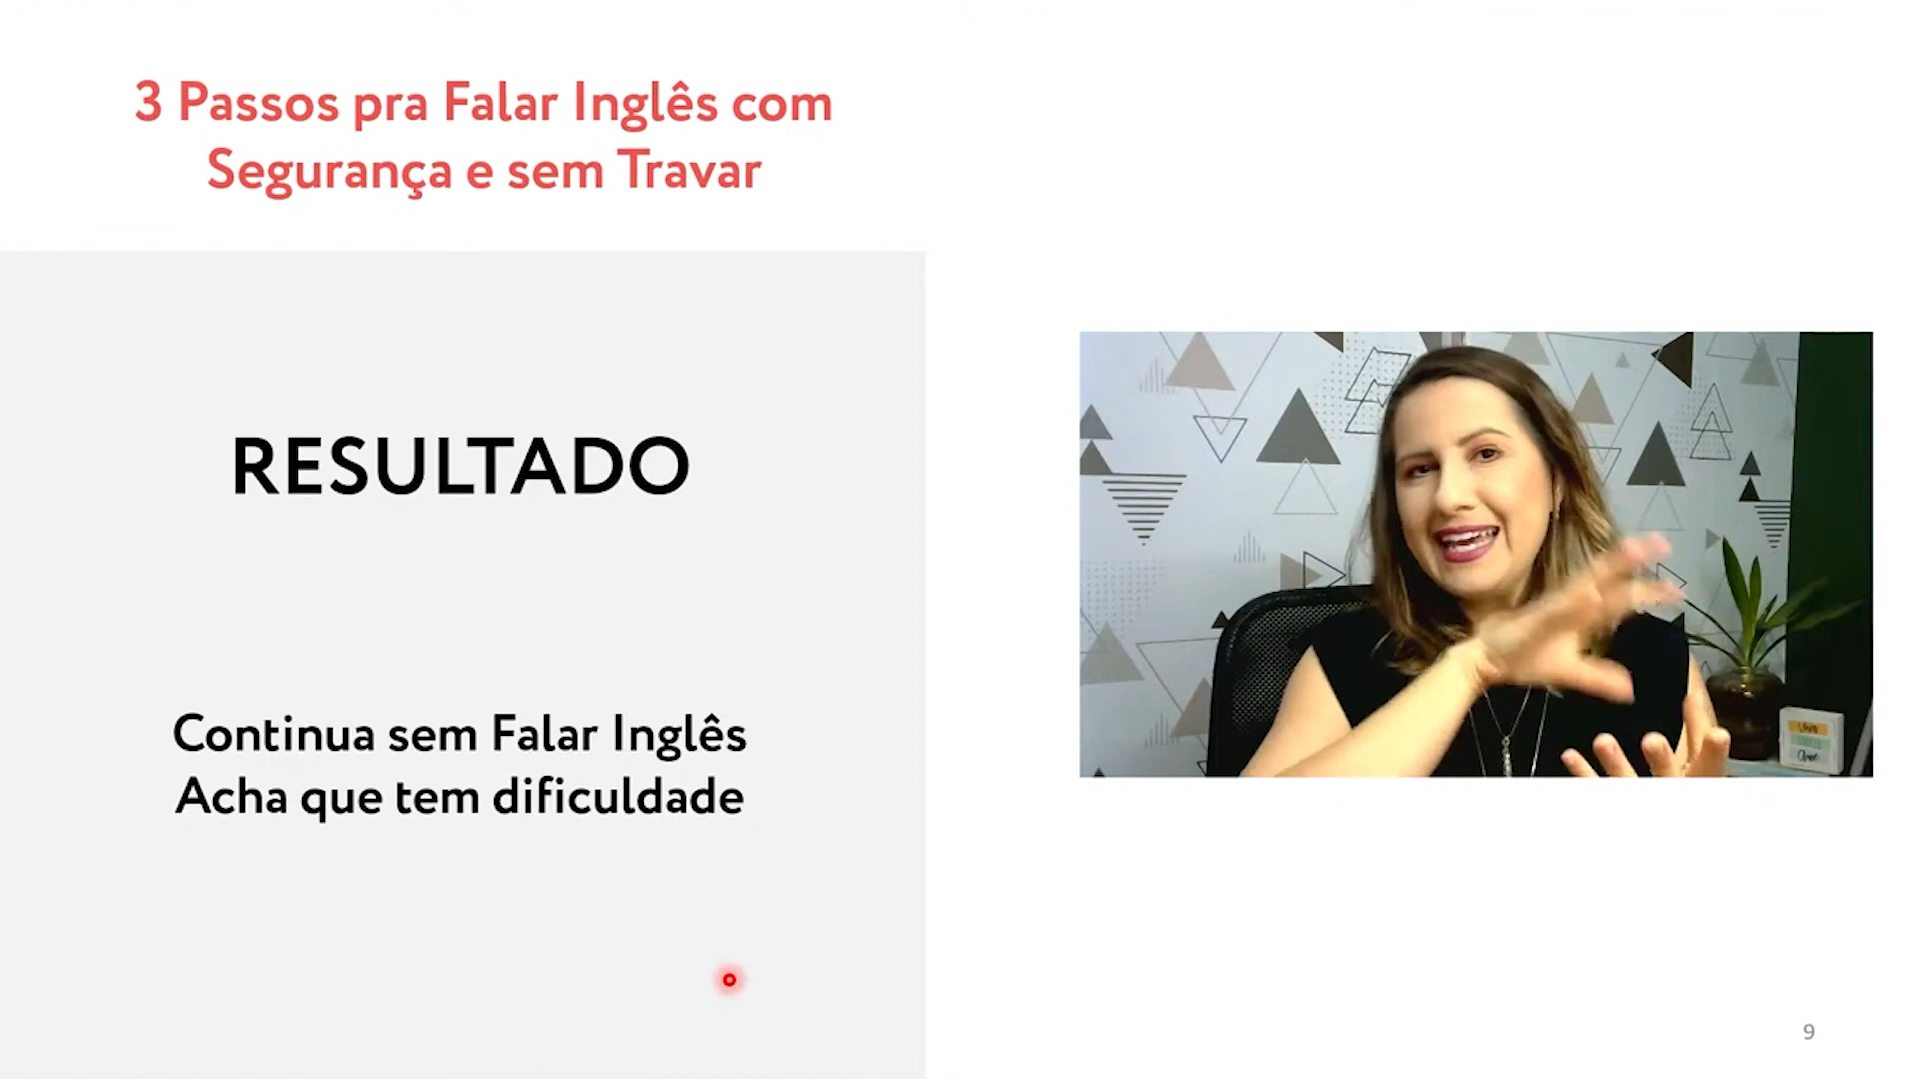 3 Passos pra Falar Inglês com
Segurança e sem Travar
RESULTADO
Continua sem Falar Inglês
Acha que tem dificuldade
Viva
9